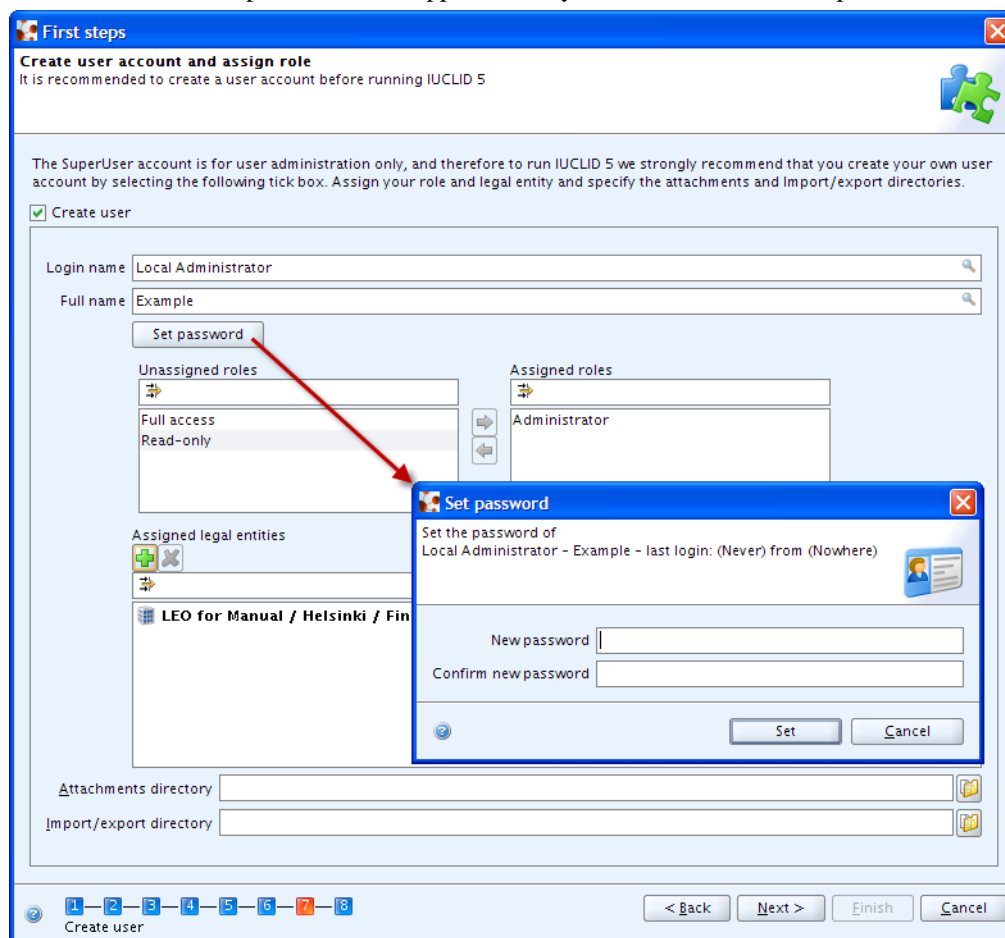 First steps
Create user account and assign role
It is recommended to create a user account before running IUCLID 5
The SuperUser account is for user administration only, and therefore to run IUCLID 5 we strongly recommend that you create your own user
account by selecting the following tick box. Assign your role and legal entity and specify the attachments and Import/export directories.
Create user
Login name Local Administrator
Full name Example
Set password
Unassigned roles Assigned roles
Full access Administrator
Read-only
Set password
Set the password of
Local Administrator - Example - last login: (Never) from (Nowhere)
New password
Confirm new password
Set Cancel
Assigned legal entities
LEO for Manual / Helsinki / Fin
Attachments directory
Import/export directory
1 2 3 4 5 6 7 8
Create user
< Back Next > Finish Cancel